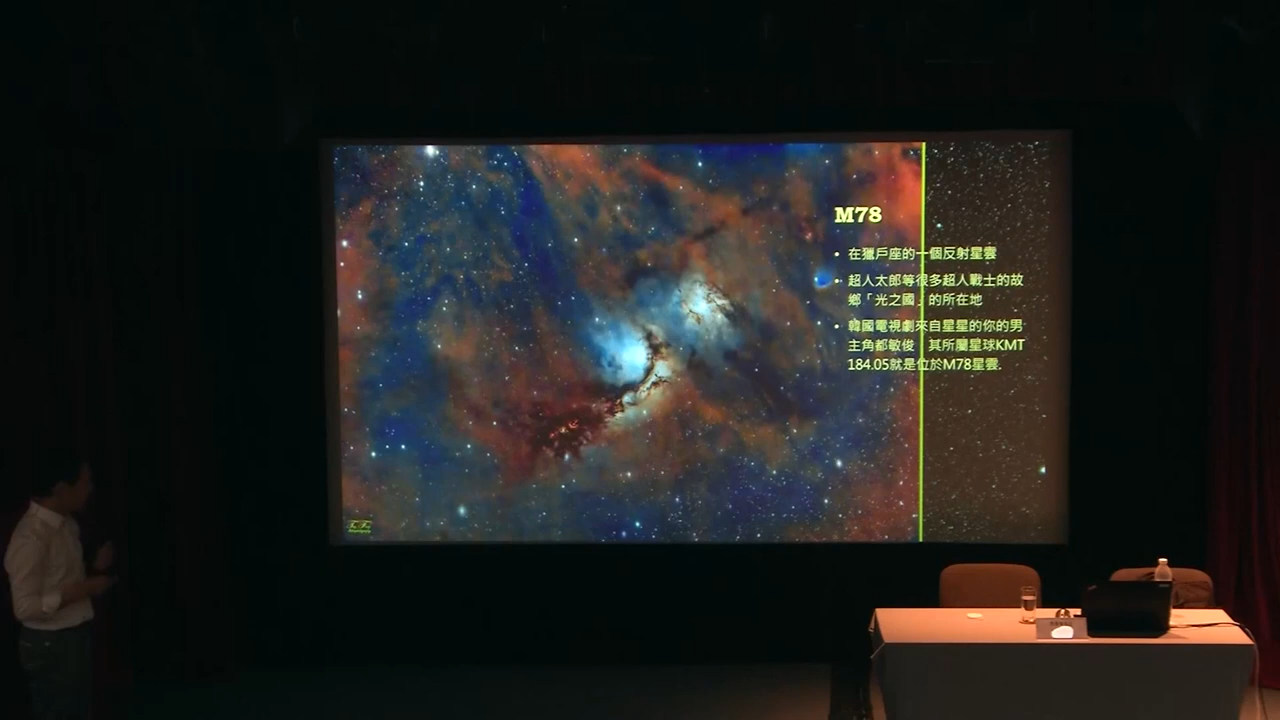 M78
• 在獵戶座的一個反射星雲
• 超人太郎等很多超人戰士的故
鄉「光之國」的所在地
• 韓國電視劇來自星星的你的男
主角都敏俊 其所屬星球KMT
184.05就是位於M78星雲.